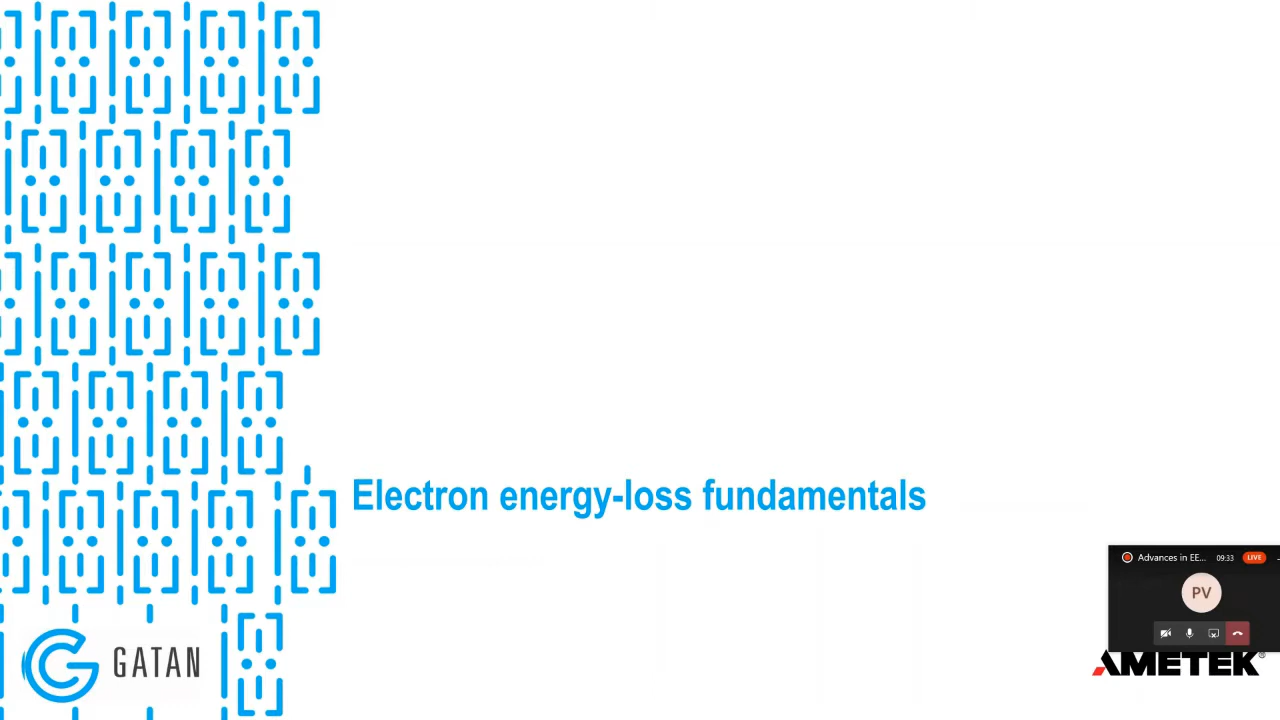 Electron energy-loss fundamentals
Advances in EE... 09:33 LIVE
PV
GATAN
AMETEK®